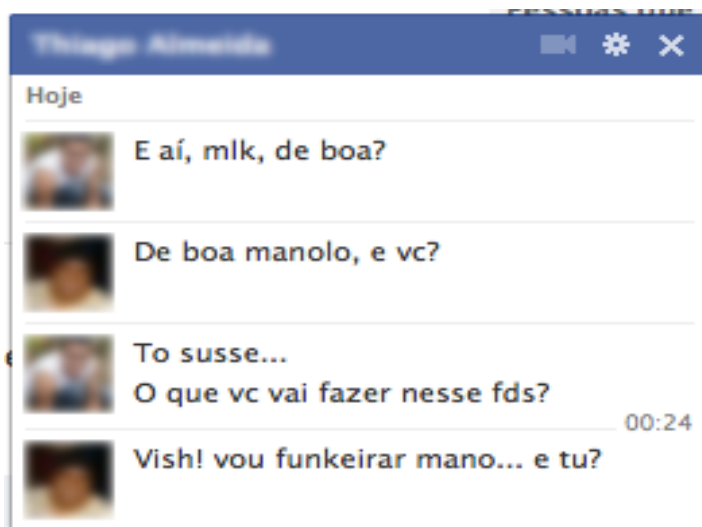 Hoje
E aí, mlk, de boa?
De boa manolo, e vc?
To susse...
O que vc vai fazer nesse fds?
00:24
Vish! vou funkeirar mano... e tu?